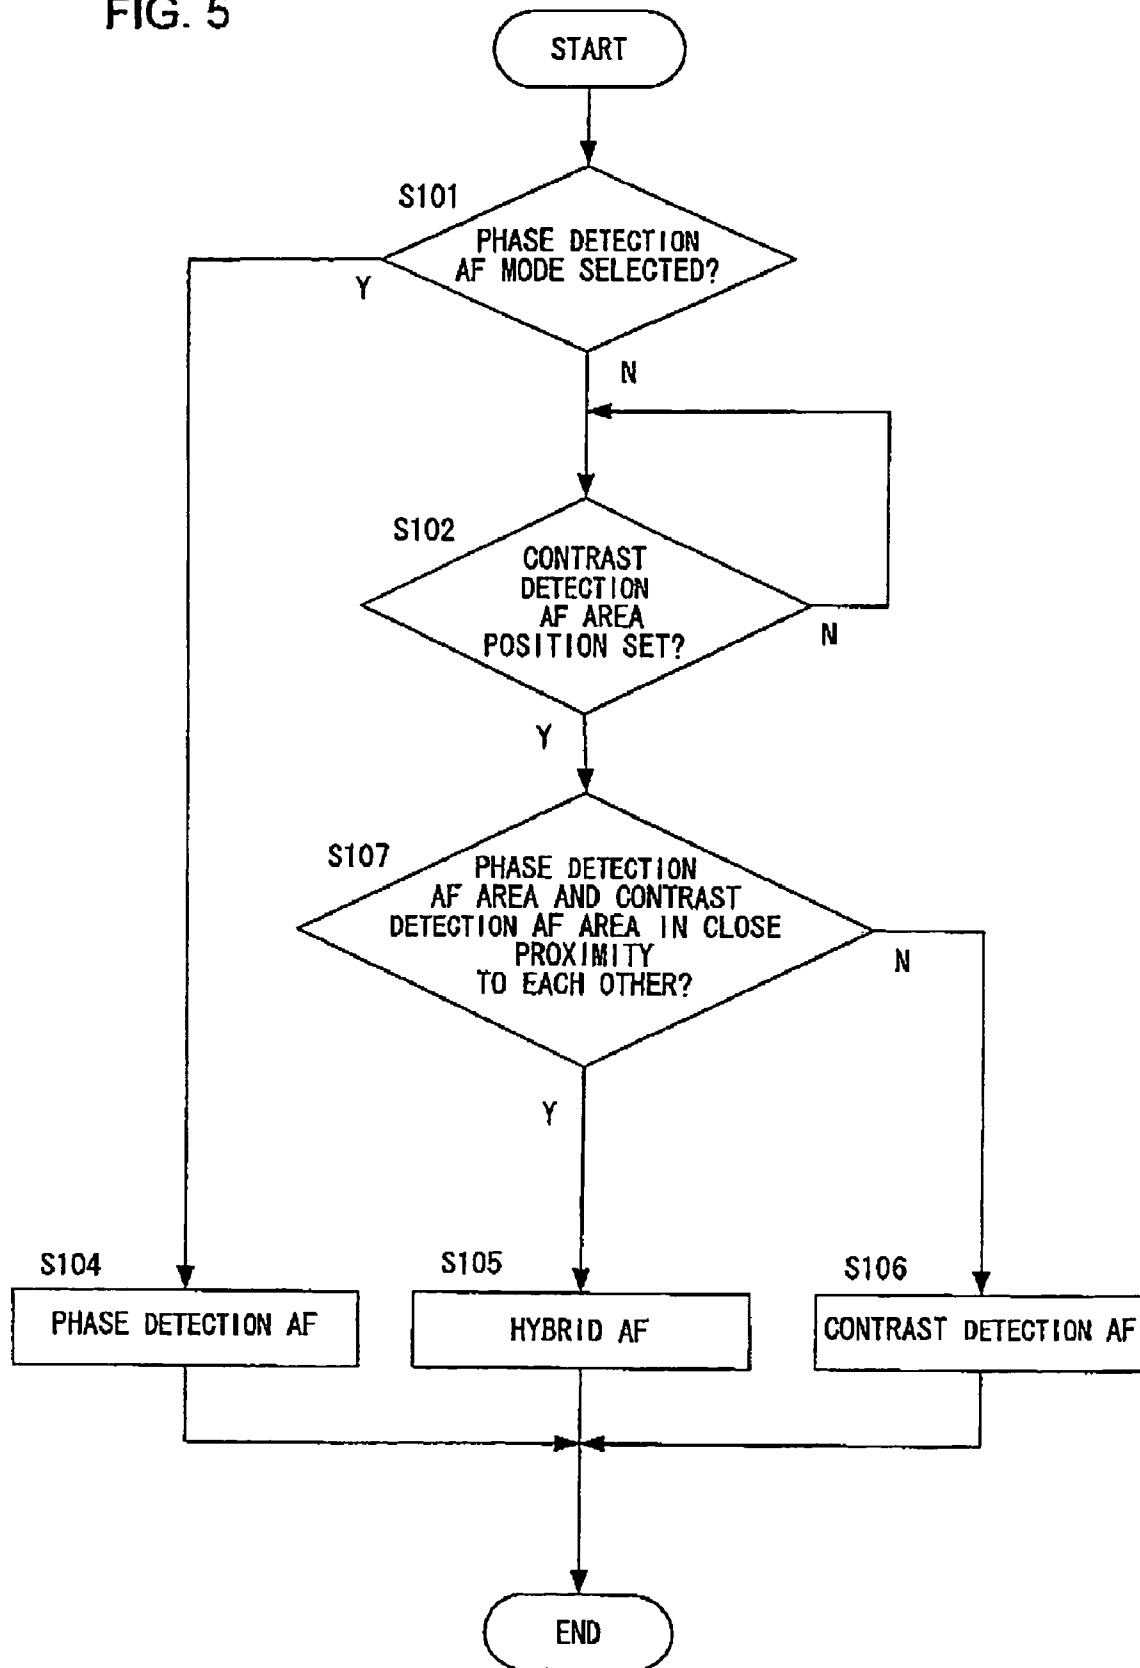 FIG. 5
START
S101
PHASE DETECTION
AF MODE SELECTED?
Y
N
S102
CONTRAST
DETECTION
AF AREA
POSITION SET?
N
Y
S107
PHASE DETECTION
AF AREA AND CONTRAST
DETECTION AF AREA IN CLOSE
PROXIMITY
TO EACH OTHER?
N
Y
S104
PHASE DETECTION AF
S105
HYBRID AF
S106
CONTRAST DETECTION AF
END